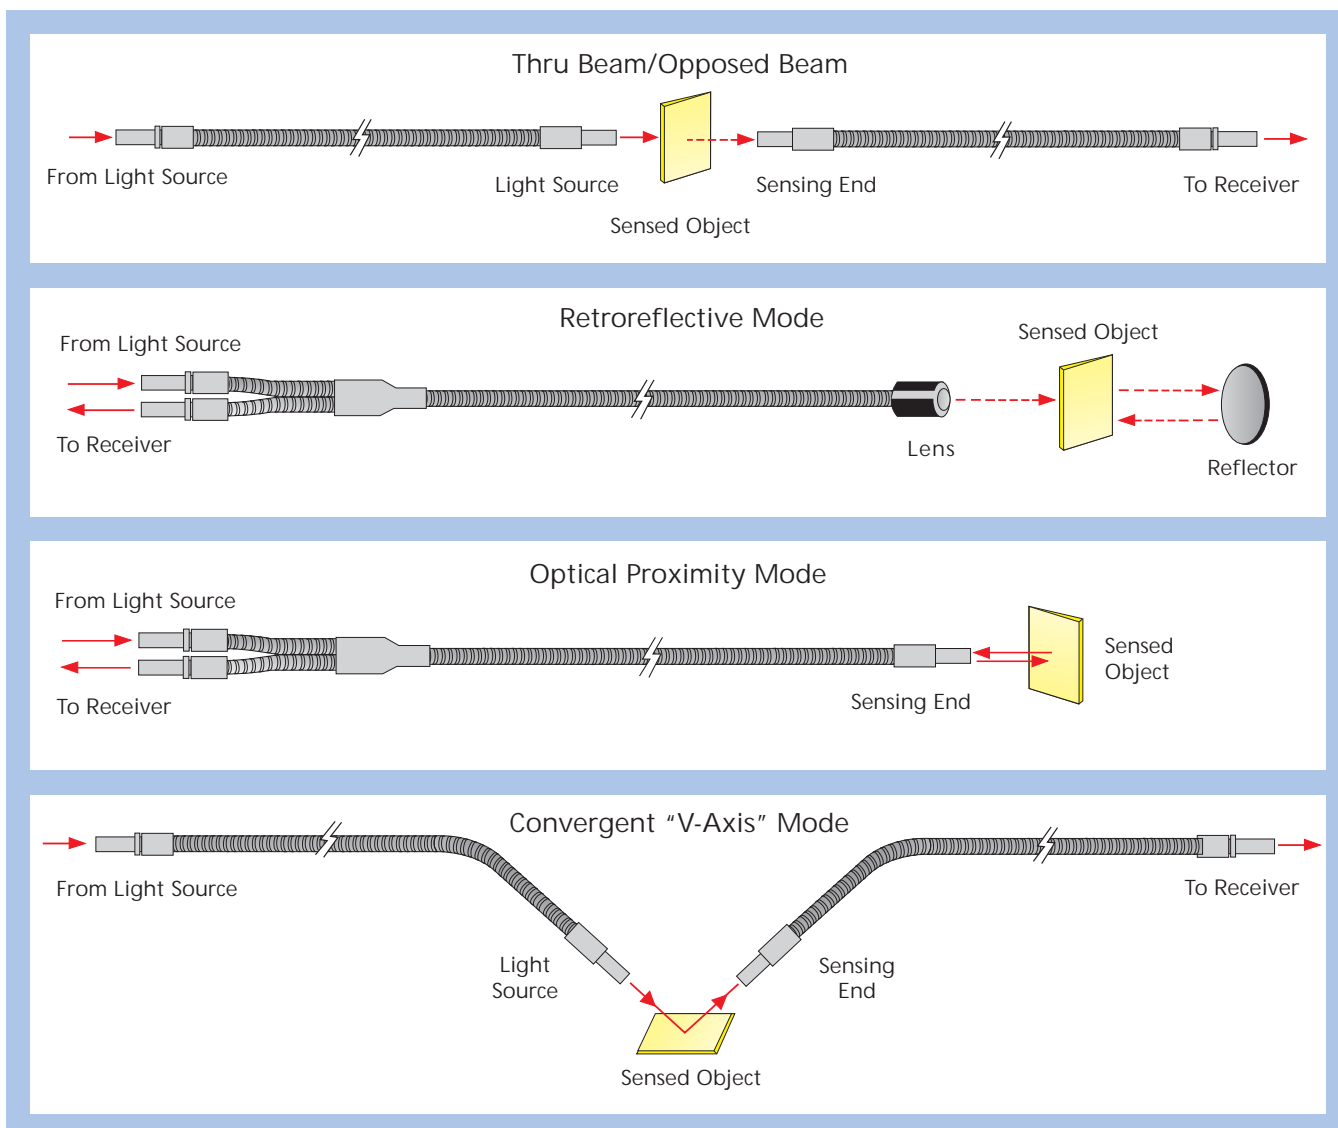 Thru Beam/Opposed Beam
From Light Source
Light Source
Sensing End
To Receiver
Sensed Object
Retroreflective Mode
Sensed Object
From Light Source
To Receiver
Lens
Reflector
Optical Proximity Mode
From Light Source
Sensed
Object
To Receiver
Sensing End
Convergent “V-Axis” Mode
From Light Source
To Receiver
Light
Source
Sensing
End
Sensed Object